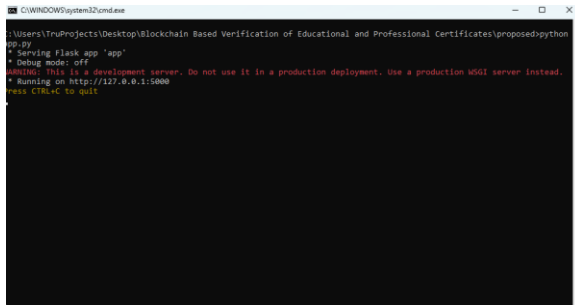 C:\WINDOWS\system32\cmd.exe
:\Users\TruProjects\Desktop\Blockchain Based Verification of Educational and Professional Certificates\proposed>python
pp.py
* Serving Flask app 'app'
* Debug mode: off
WARNING: This is a development server. Do not use it in a production deployment. Use a production WSGI server instead.
* Running on http://127.0.0.1:5000
Press CTRL+C to quit